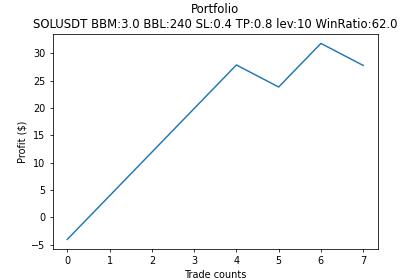 Portfolio
SOLUSDT BBM:3.0 BBL:240 SL:0.4 TP:0.8 lev:10 WinRatio:62.0
30
25
20
15
10
5
0
−5
Profit ($)
0 1 2 3 4 5 6 7
Trade counts